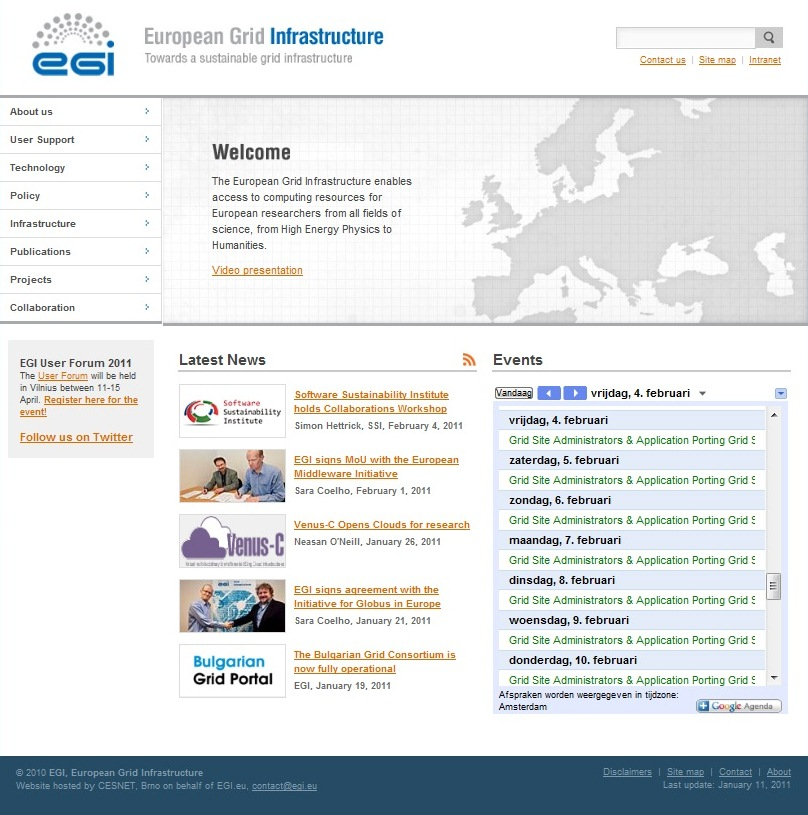 egi
European Grid Infrastructure
Towards a sustainable grid infrastructure
Contact us | Site map | Intranet
About us
User Support
Technology
Policy
Infrastructure
Publications
Projects
Collaboration
Welcome
The European Grid Infrastructure enables
access to computing resources for
European researchers from all fields of
science, from High Energy Physics to
Humanities.
Video presentation
EGI User Forum 2011
The User Forum will be held
in Vilnius between 11-15
April. Register here for the
event!
Follow us on Twitter
Latest News
Software
Sustainability
Institute
Software Sustainability Institute
holds Collaborations Workshop
Simon Hettrick, SSI, February 4, 2011
EGI signs MoU with the European
Middleware Initiative
Sara Coelho, February 1, 2011
Venus-C
Venus-C Opens Clouds for research
Neasan O'Neill, January 26, 2011
EGI signs agreement with the
Initiative for Globus in Europe
Sara Coelho, January 21, 2011
Bulgarian
Grid Portal
The Bulgarian Grid Consortium is
now fully operational
EGI, January 19, 2011
Events
Vandaag vrijdag, 4. februari
vrijdag, 4. februari
Grid Site Administrators & Application Porting Grid S
zaterdag, 5. februari
Grid Site Administrators & Application Porting Grid S
zondag, 6. februari
Grid Site Administrators & Application Porting Grid S
maandag, 7. februari
Grid Site Administrators & Application Porting Grid S
dinsdag, 8. februari
Grid Site Administrators & Application Porting Grid S
woensdag, 9. februari
Grid Site Administrators & Application Porting Grid S
donderdag, 10. februari
Grid Site Administrators & Application Porting Grid S
Afspraken worden weergegeven in tijdzone:
Amsterdam
Google Agenda
© 2010 EGI, European Grid Infrastructure
Website hosted by CESNET, Brno on behalf of EGI.eu, contact@egi.eu
Disclaimers | Site map | Contact | About
Last update: January 11, 2011